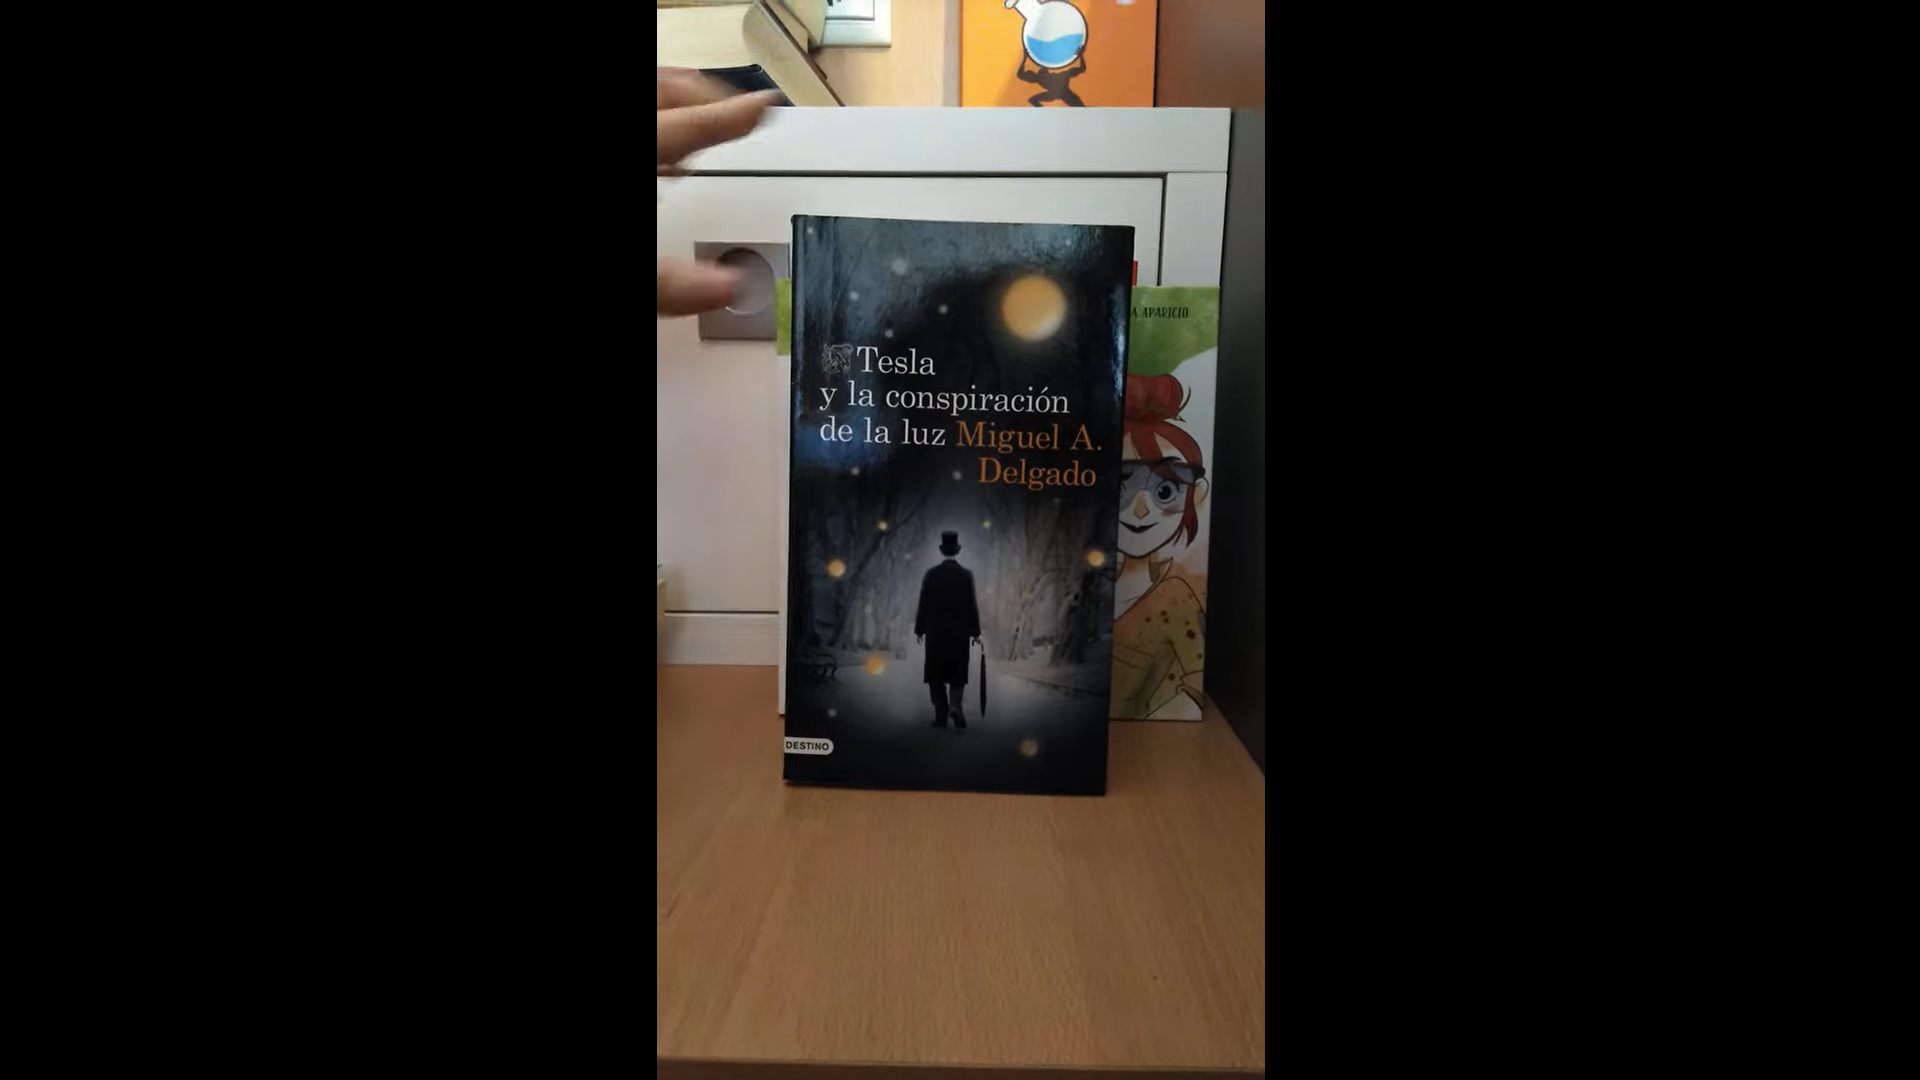 A APARICIO
Tesla
y la conspiración
de la luz Miguel A.
Delgado
DESTINO